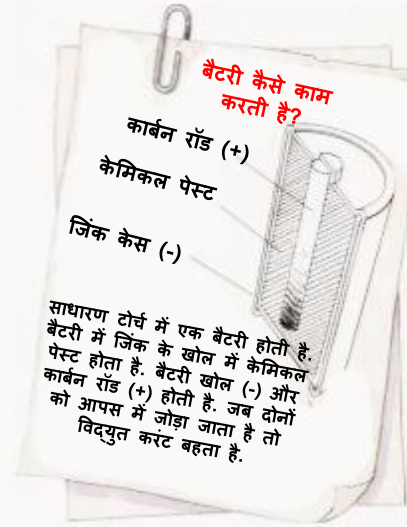 बैटरी कैसे काम
करती है?
कार्बन रॉड (+)
केमिकल पेस्ट
जिंक केस (-)
साधारण टोर्च में एक बैटरी होती है.
बैटरी में जिंक के खोल में केमिकल
पेस्ट होता है. बैटरी खोल (-) और
कार्बन रॉड (+) होती है. जब दोनों
को आपस में जोड़ा जाता है तो
विद्युत करंट बहता है.